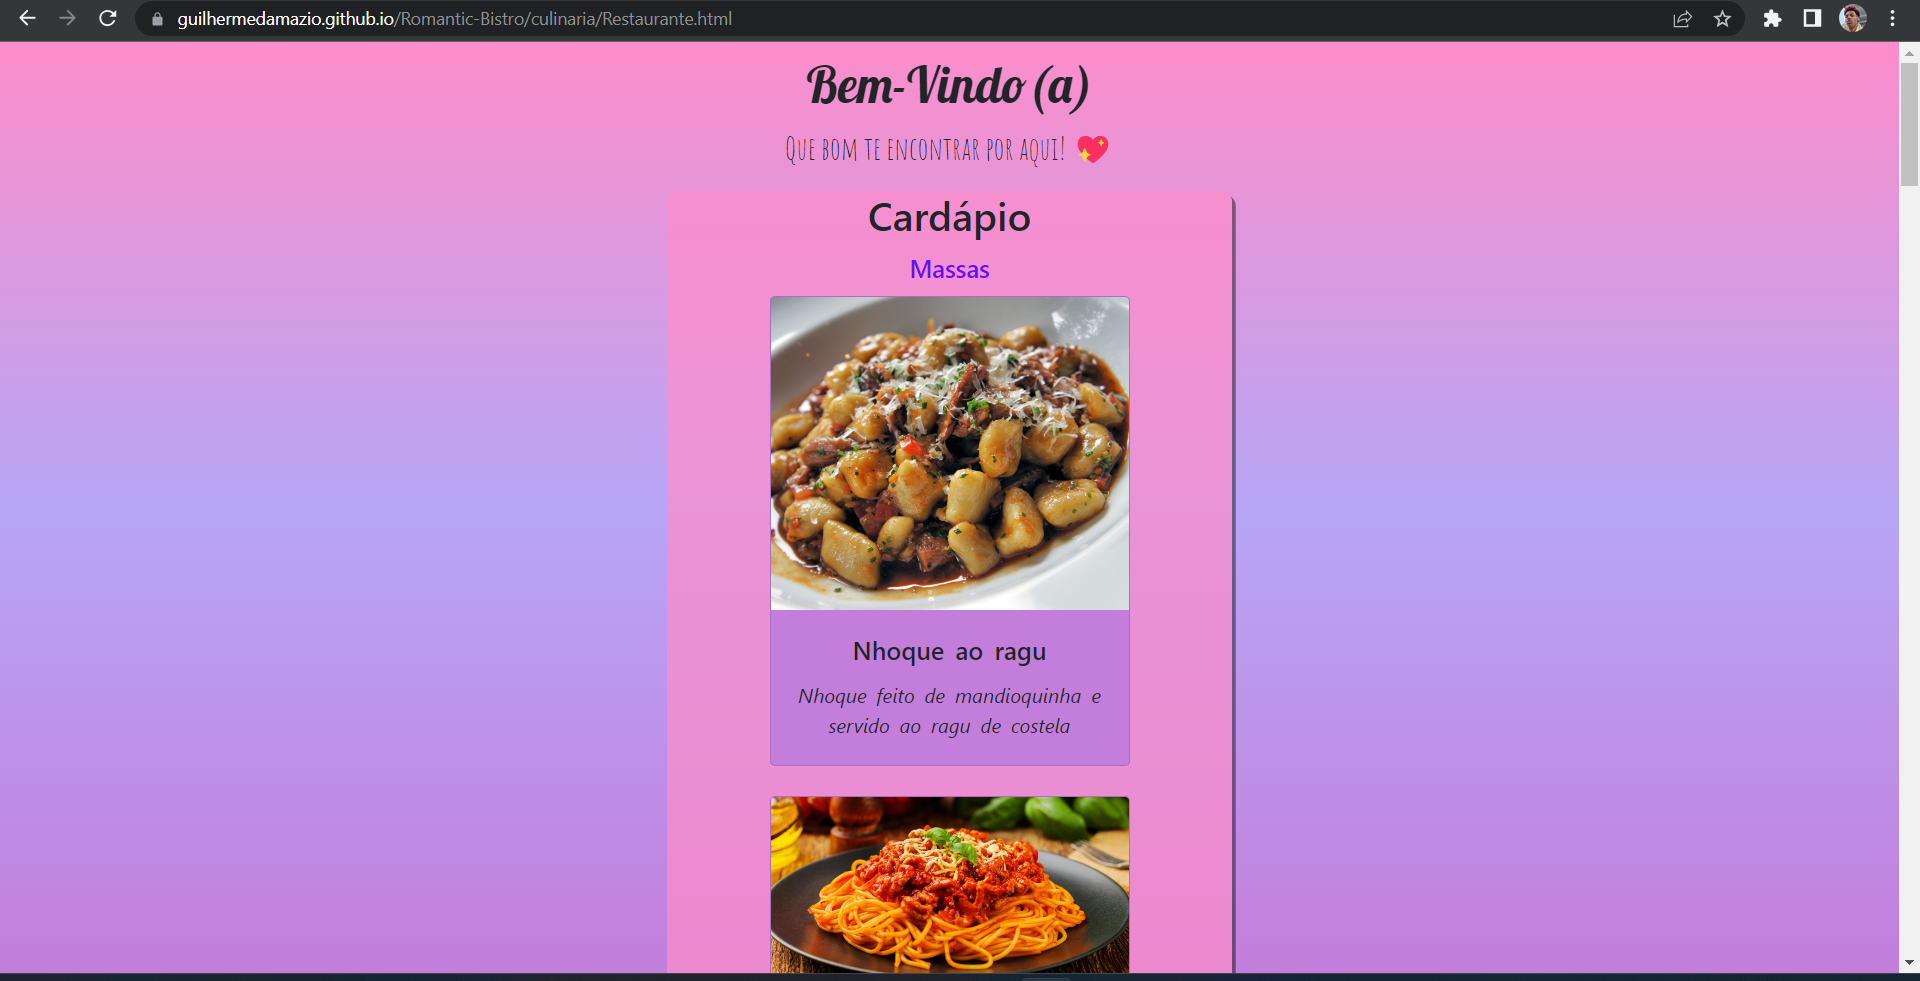 guilhermedamazio.github.io/Romantic-Bistro/culinaria/Restaurante.html
Bem-Vindo(a)
Que bom te encontrar por aqui! 💖
Cardápio
Massas
Nhoque ao ragu
Nhoque feito de mandioquinha e
servido ao ragu de costela